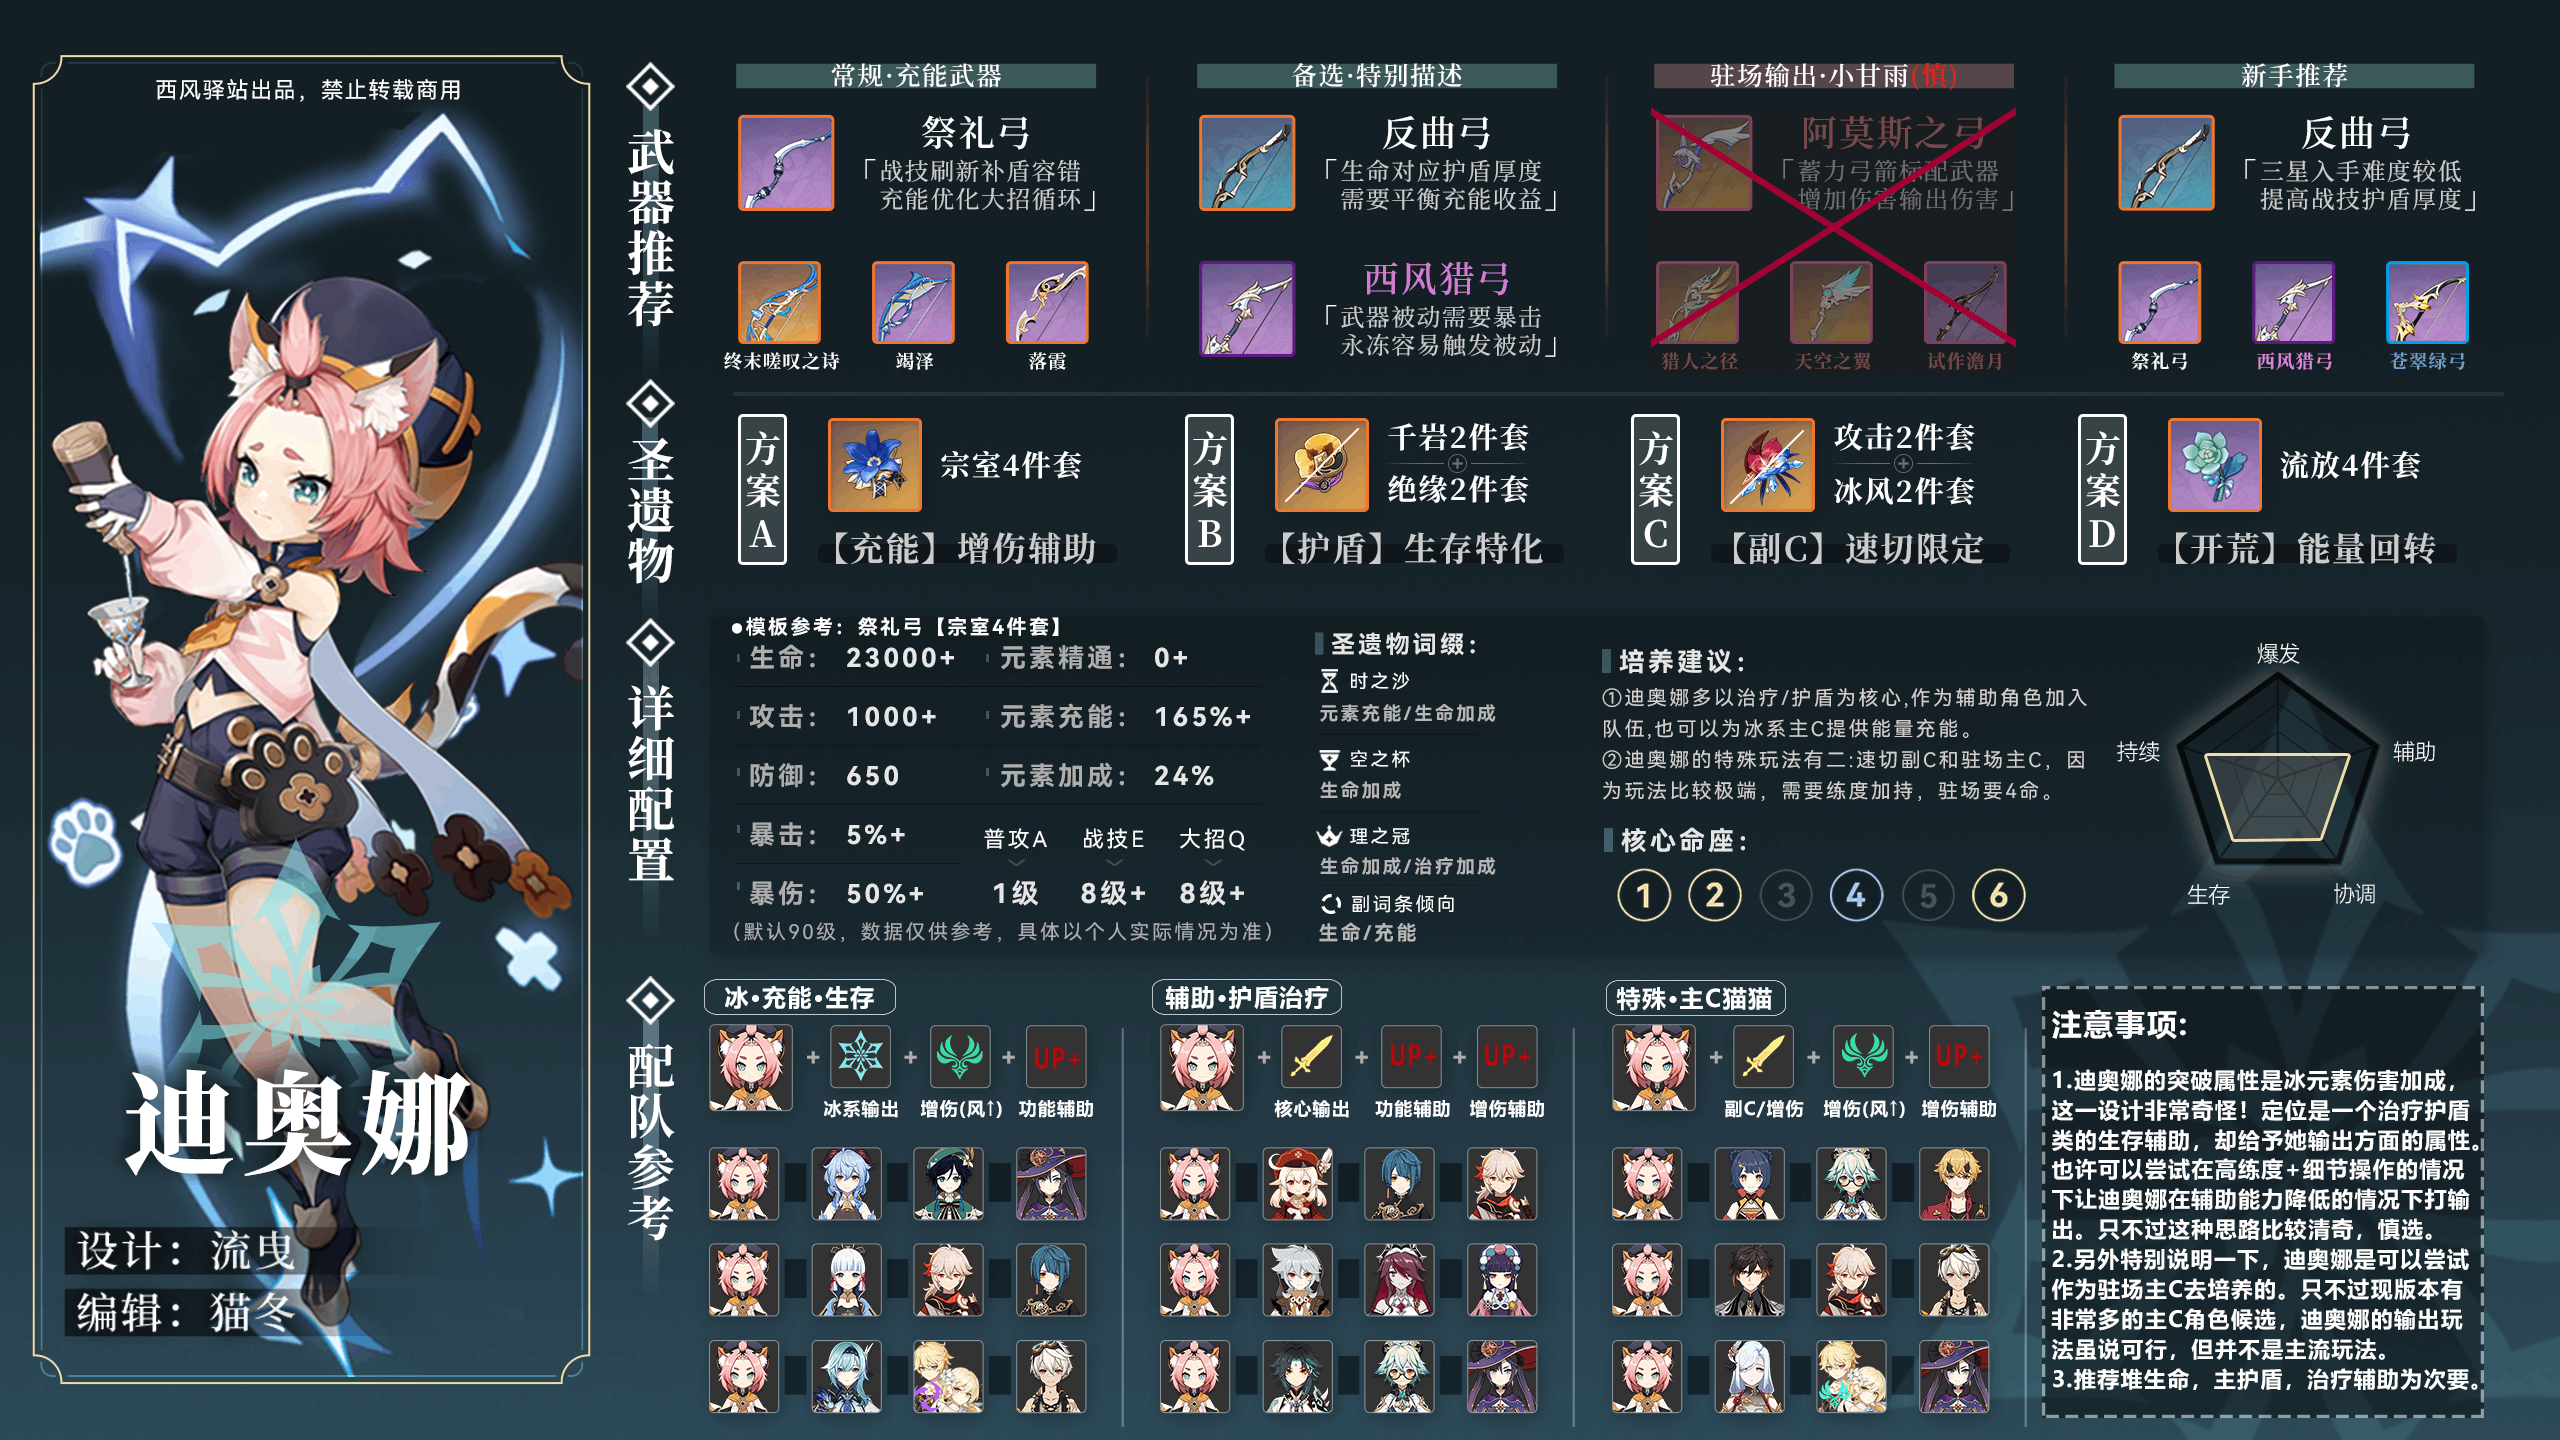 西风驿站出品，禁止转载商用
迪奥娜
设计：流曳
编辑：猫冬
武器推荐
常规·充能武器
祭礼弓
「战技刷新补盾容错
充能优化大招循环」
终末嗟叹之诗
竭泽
落霞
备选·特别描述
反曲弓
「生命对应护盾厚度
需要平衡充能收益」
西风猎弓
「武器被动需要暴击
永冻容易触发被动」
驻场输出·小甘雨(慎)
阿莫斯之弓
「蓄力弓箭标配武器
增加伤害输出伤害」
猎人之径
天空之翼
试作澹月
新手推荐
反曲弓
「三星入手难度较低
提高战技护盾厚度」
祭礼弓
西风猎弓
苍翠绿弓
圣遗物
方案A
宗室4件套
【充能】增伤辅助
方案B
千岩2件套
绝缘2件套
【护盾】生存特化
方案C
攻击2件套
冰风2件套
【副C】速切限定
方案D
流放4件套
【开荒】能量回转
详细配置
●模板参考：祭礼弓【宗室4件套】
生命： 23000+ 元素精通： 0+
攻击： 1000+ 元素充能： 165%+
防御： 650 元素加成： 24%
暴击： 5%+ 普攻A 战技E 大招Q
暴伤： 50%+ 1级 8级+ 8级+
(默认90级，数据仅供参考，具体以个人实际情况为准)
圣遗物词缀：
时之沙
元素充能/生命加成
空之杯
生命加成
理之冠
生命加成/治疗加成
副词条倾向
生命/充能
培养建议：
①迪奥娜多以治疗/护盾为核心,作为辅助角色加入
队伍,也可以为冰系主C提供能量充能。
②迪奥娜的特殊玩法有二:速切副C和驻场主C，因
为玩法比较极端，需要练度加持，驻场要4命。
核心命座：
1 2 3 4 5 6
爆发
持续
辅助
生存
协调
配队参考
冰·充能·生存
+ + + UP+
冰系输出 增伤(风↑) 功能辅助
辅助·护盾治疗
+ + UP+ + UP+
核心输出 功能辅助 增伤辅助
特殊·主C猫猫
+ + + UP+
副C/增伤 增伤(风↑) 增伤辅助
注意事项:
1.迪奥娜的突破属性是冰元素伤害加成，
这一设计非常奇怪！定位是一个治疗护盾
类的生存辅助，却给予她输出方面的属性。
也许可以尝试在高练度+细节操作的情况
下让迪奥娜在辅助能力降低的情况下打输
出。只不过这种思路比较清奇，慎选。
2.另外特别说明一下，迪奥娜是可以尝试
作为驻场主C去培养的。只不过现版本有
非常多的主C角色候选，迪奥娜的输出玩
法虽说可行，但并不是主流玩法。
3.推荐堆生命，主护盾，治疗辅助为次要。